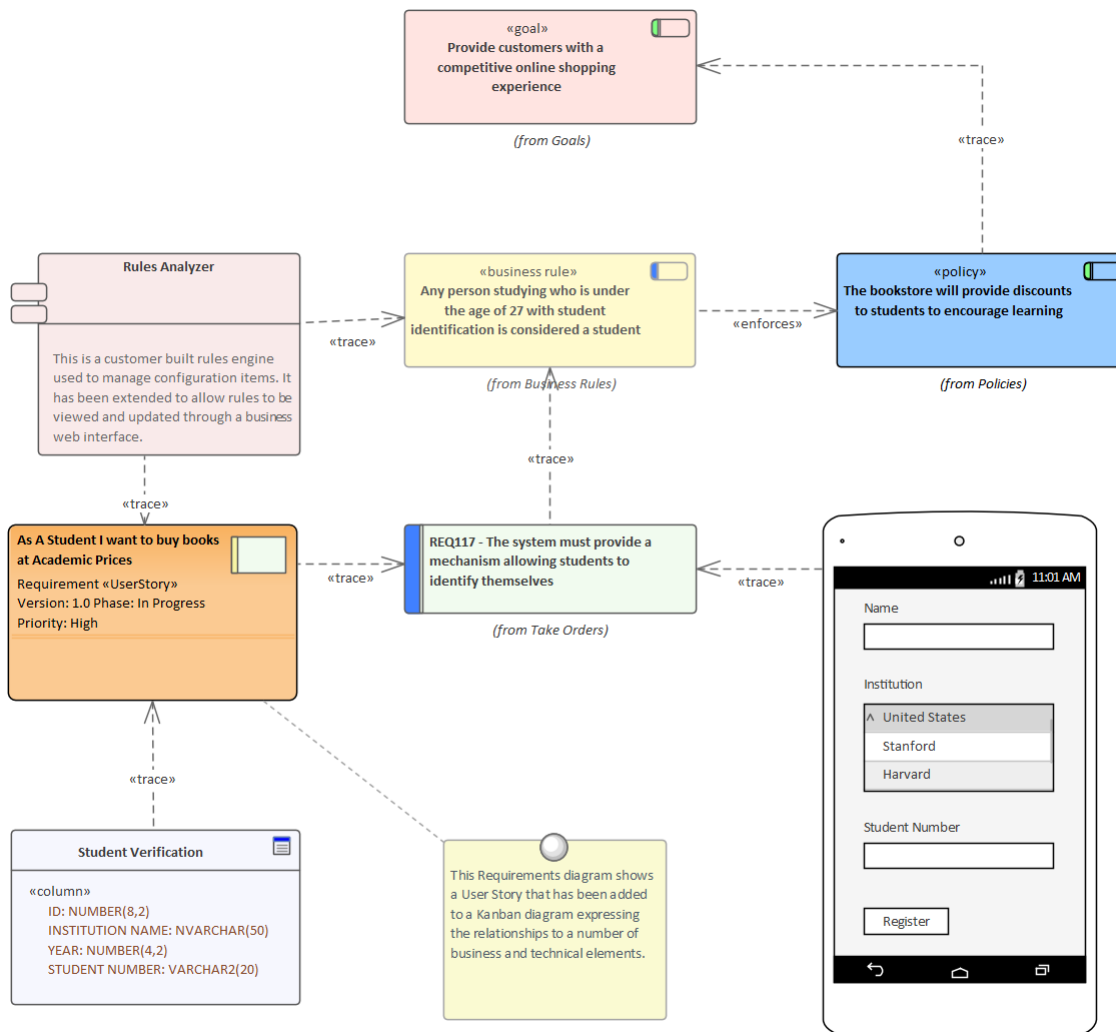 «goal»
Provide customers with a
competitive online shopping
experience
(from Goals)
«trace»
Rules Analyzer
This is a customer built rules engine
used to manage configuration items. It
has been extended to allow rules to be
viewed and updated through a business
web interface.
«trace»
«business rule»
Any person studying who is under
the age of 27 with student
identification is considered a student
(from Business Rules)
«enforces»
«policy»
The bookstore will provide discounts
to students to encourage learning
(from Policies)
«trace»
«trace»
As A Student I want to buy books
at Academic Prices
Requirement «UserStory»
Version: 1.0 Phase: In Progress
Priority: High
«trace»
REQ117 - The system must provide a
mechanism allowing students to
identify themselves
(from Take Orders)
«trace»
11:01 AM
Name
Institution
^ United States
Stanford
Harvard
Student Number
Register
«trace»
Student Verification
«column»
ID: NUMBER(8,2)
INSTITUTION NAME: NVARCHAR(50)
YEAR: NUMBER(4,2)
STUDENT NUMBER: VARCHAR2(20)
This Requirements diagram shows
a User Story that has been added
to a Kanban diagram expressing
the relationships to a number of
business and technical elements.